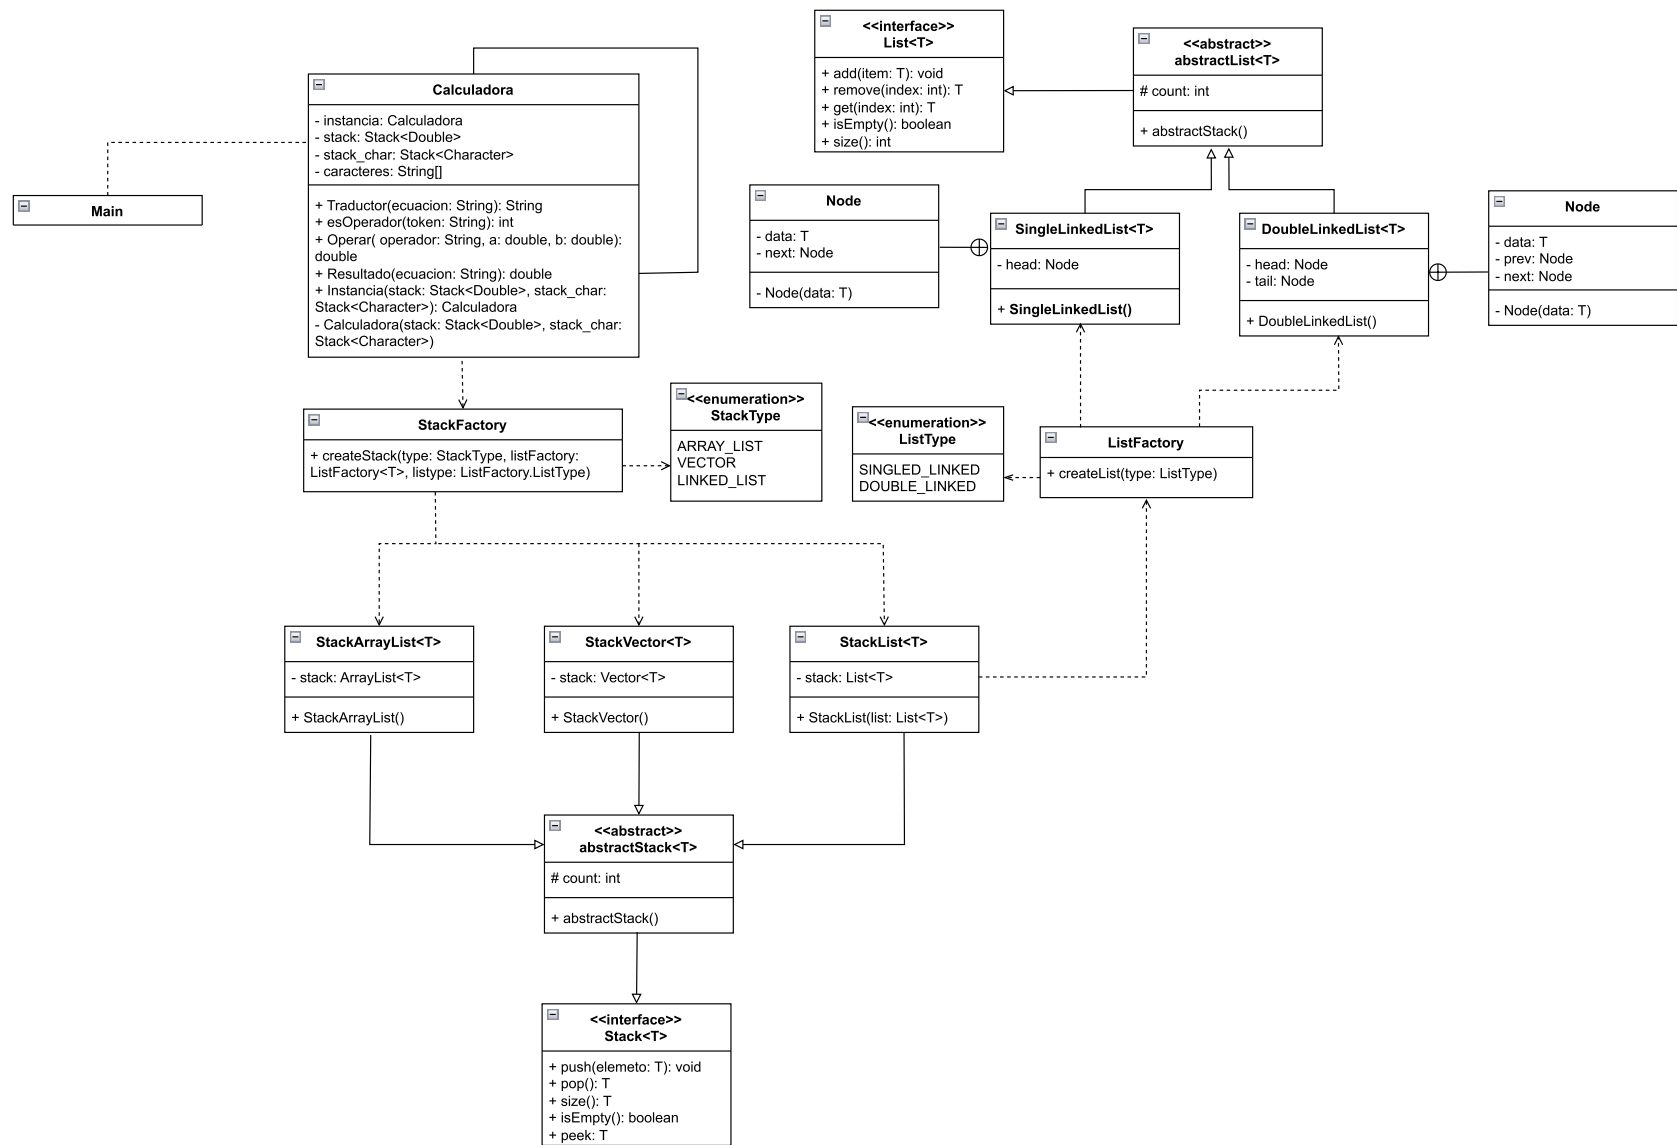 <<interface>>
List<T>
+ add(item: T): void
+ remove(index: int): T
+ get(index: int): T
+ isEmpty(): boolean
+ size(): int
<<abstract>>
abstractList<T>
# count: int
+ abstractStack()
Calculadora
- instancia: Calculadora
- stack: Stack<Double>
- stack_char: Stack<Character>
- caracteres: String[]
+ Traductor(ecuacion: String): String
+ esOperador(token: String): int
+ Operar( operador: String, a: double, b: double):
double
+ Resultado(ecuacion: String): double
+ Instancia(stack: Stack<Double>, stack_char:
Stack<Character>): Calculadora
- Calculadora(stack: Stack<Double>, stack_char:
Stack<Character>)
Main
Node
- data: T
- next: Node
- Node(data: T)
SingleLinkedList<T>
- head: Node
+ SingleLinkedList()
DoubleLinkedList<T>
- head: Node
- tail: Node
+ DoubleLinkedList()
Node
- data: T
- prev: Node
- next: Node
- Node(data: T)
StackFactory
+ createStack(type: StackType, listFactory:
ListFactory<T>, listype: ListFactory.ListType)
<<enumeration>>
StackType
ARRAY_LIST
VECTOR
LINKED_LIST
<<enumeration>>
ListType
SINGLED_LINKED
DOUBLE_LINKED
ListFactory
+ createList(type: ListType)
StackArrayList<T>
- stack: ArrayList<T>
+ StackArrayList()
StackVector<T>
- stack: Vector<T>
+ StackVector()
StackList<T>
- stack: List<T>
+ StackList(list: List<T>)
<<abstract>>
abstractStack<T>
# count: int
+ abstractStack()
<<interface>>
Stack<T>
+ push(elemeto: T): void
+ pop(): T
+ size(): T
+ isEmpty(): boolean
+ peek: T